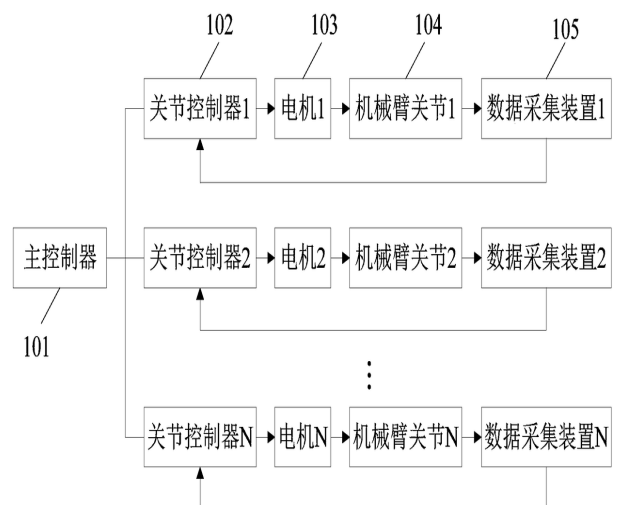 102 103 104 105
关节控制器1 电机1 机械臂关节1 数据采集装置1
主控制器 关节控制器2 电机2 机械臂关节2 数据采集装置2
101
关节控制器N 电机N 机械臂关节N 数据采集装置N